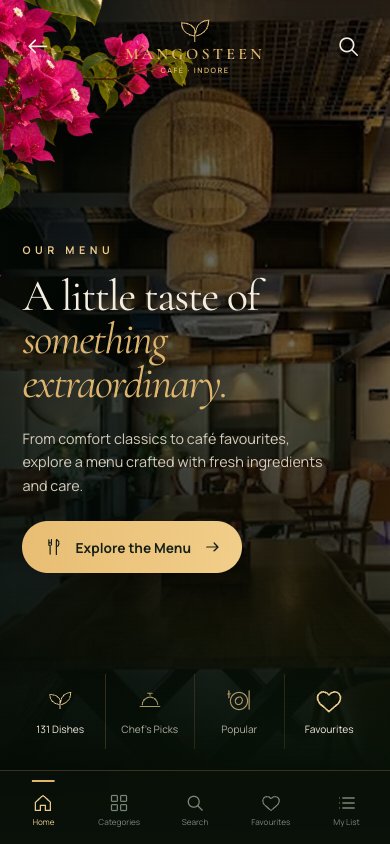 MANGOSTEEN
CAFÉ · INDORE
OUR MENU
A little taste of
something
extraordinary.
From comfort classics to café favourites,
explore a menu crafted with fresh ingredients
and care.
Explore the Menu
131 Dishes
Chef's Picks
Popular
Favourites
Home
Categories
Search
Favourites
My List